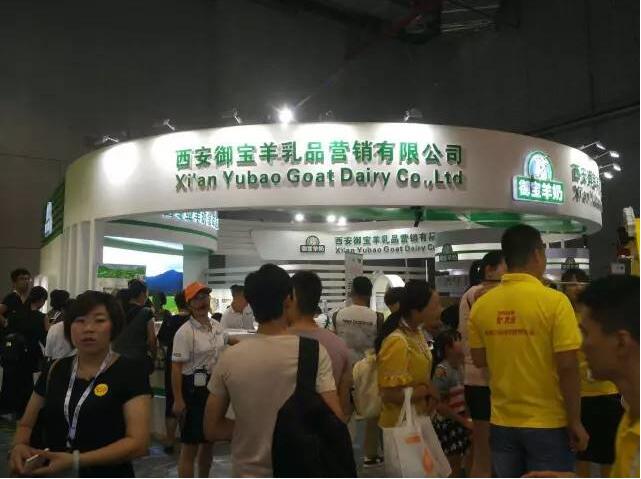 西安御宝羊乳品营销有限公司
Xi'an Yubao Goat Dairy Co.,Ltd
御宝羊奶
西安御宝羊乳品营销有限
Xi'an Yubao Goat Dairy Co